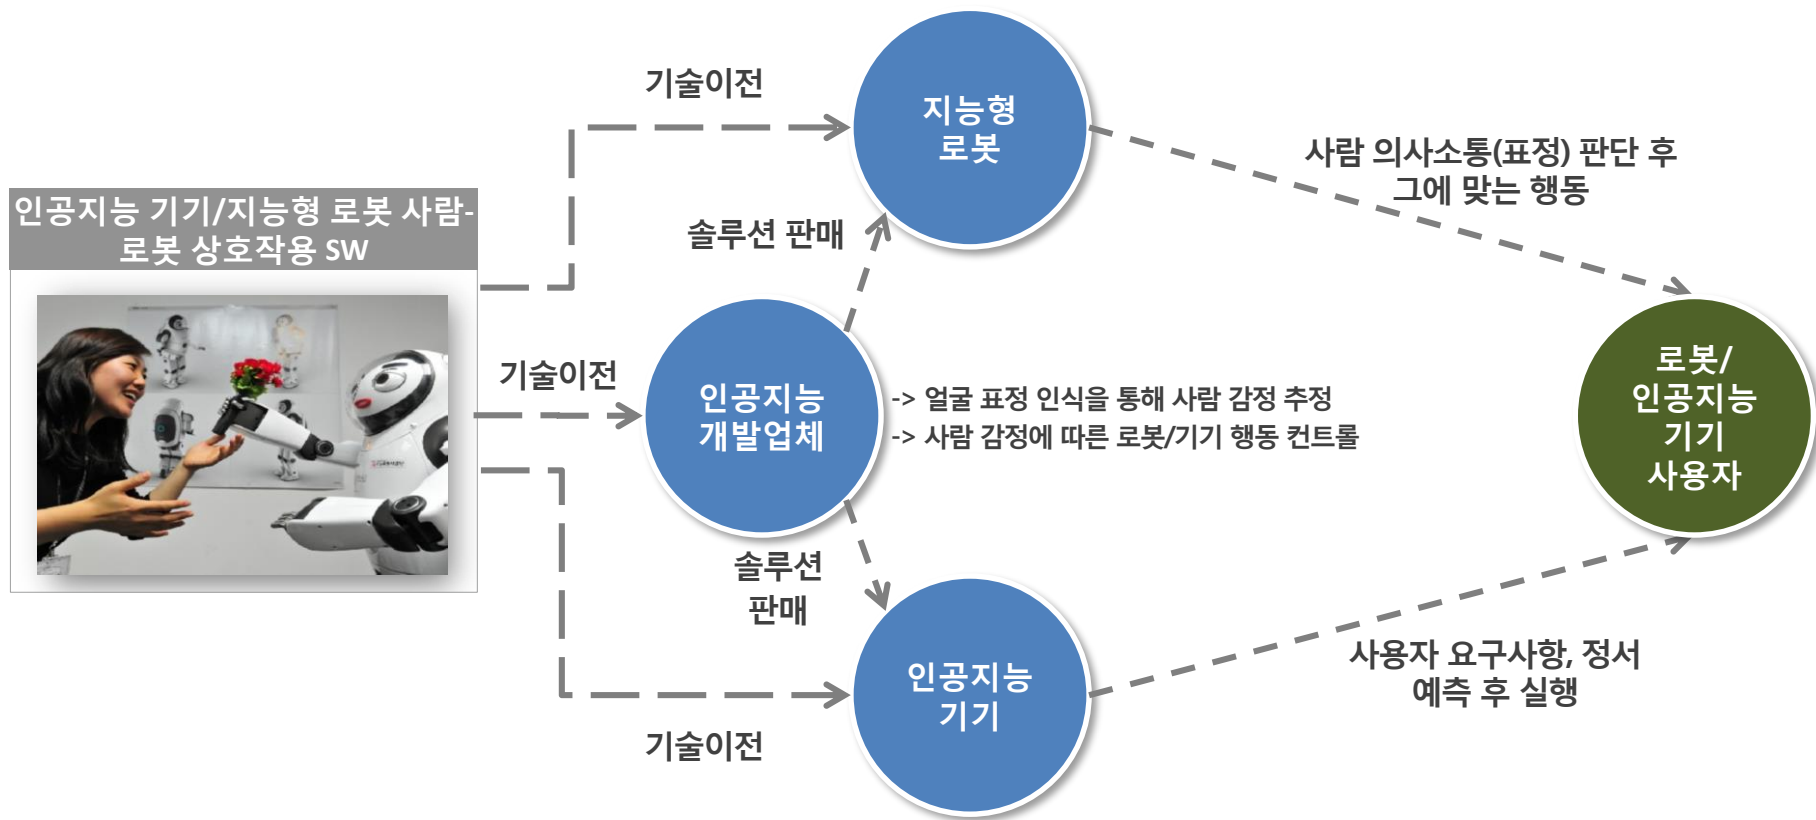 기술이전
지능형
로봇
사람 의사소통(표정) 판단 후
그에 맞는 행동
인공지능 기기/지능형 로봇 사람-
로봇 상호작용 SW
솔루션 판매
기술이전
인공지능
개발업체
-> 얼굴 표정 인식을 통해 사람 감정 추정
-> 사람 감정에 따른 로봇/기기 행동 컨트롤
로봇/
인공지능
기기
사용자
솔루션
판매
인공지능
기기
사용자 요구사항, 정서
예측 후 실행
기술이전